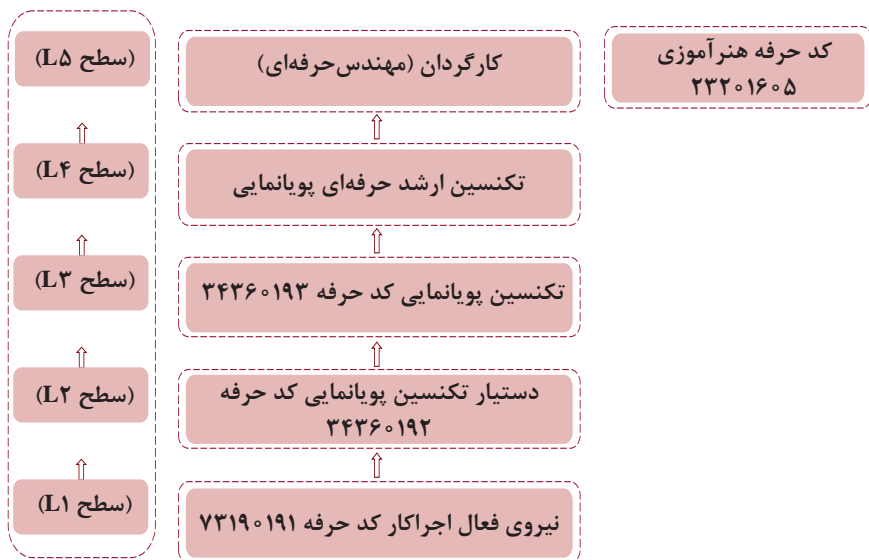 کد حرفه هنرآموزی
۲۳۲۰۱۶۰۵
کارگردان (مهندس‌حرفه‌ای)
(سطح L۵)
تکنسین ارشد حرفه‌ای پویانمایی
(سطح L۴)
تکنسین پویانمایی کد حرفه ۳۴۳۶۰۱۹۳
(سطح L۳)
دستیار تکنسین پویانمایی کد حرفه
۳۴۳۶۰۱۹۲
(سطح L۲)
نیروی فعال اجراکار کد حرفه ۷۳۱۹۰۱۹۱
(سطح L۱)